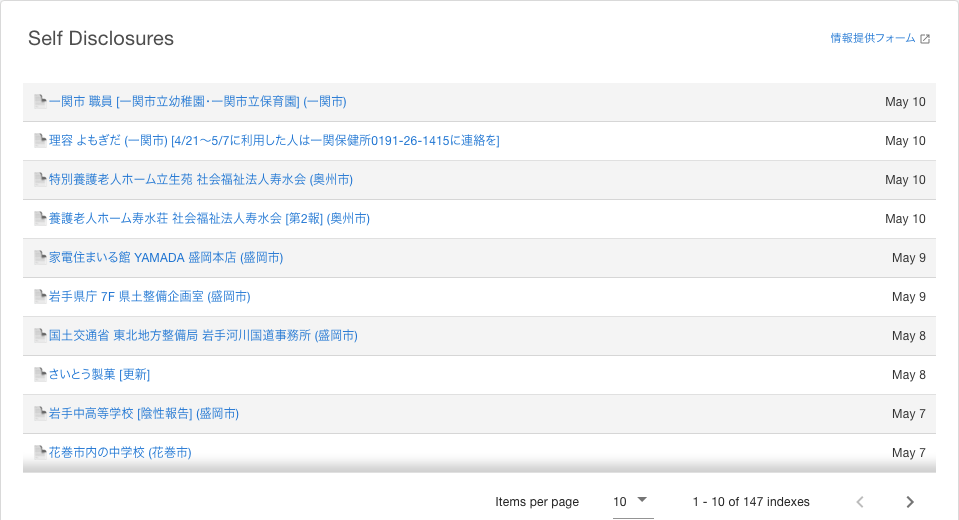 Self Disclosures
情報提供フォーム
一関市 職員 [一関市立幼稚園・一関市立保育園] (一関市) May 10
理容 よもぎだ (一関市) [4/21〜5/7に利用した人は一関保健所0191-26-1415に連絡を] May 10
特別養護老人ホーム立生苑 社会福祉法人寿水会 (奥州市) May 10
養護老人ホーム寿水荘 社会福祉法人寿水会 [第2報] (奥州市) May 10
家電住まいる館 YAMADA 盛岡本店 (盛岡市) May 9
岩手県庁 7F 県土整備企画室 (盛岡市) May 9
国土交通省 東北地方整備局 岩手河川国道事務所 (盛岡市) May 8
さいとう製菓 [更新] May 8
岩手中高等学校 [陰性報告] (盛岡市) May 7
花巻市内の中学校 (花巻市) May 7
Items per page 10 1 - 10 of 147 indexes